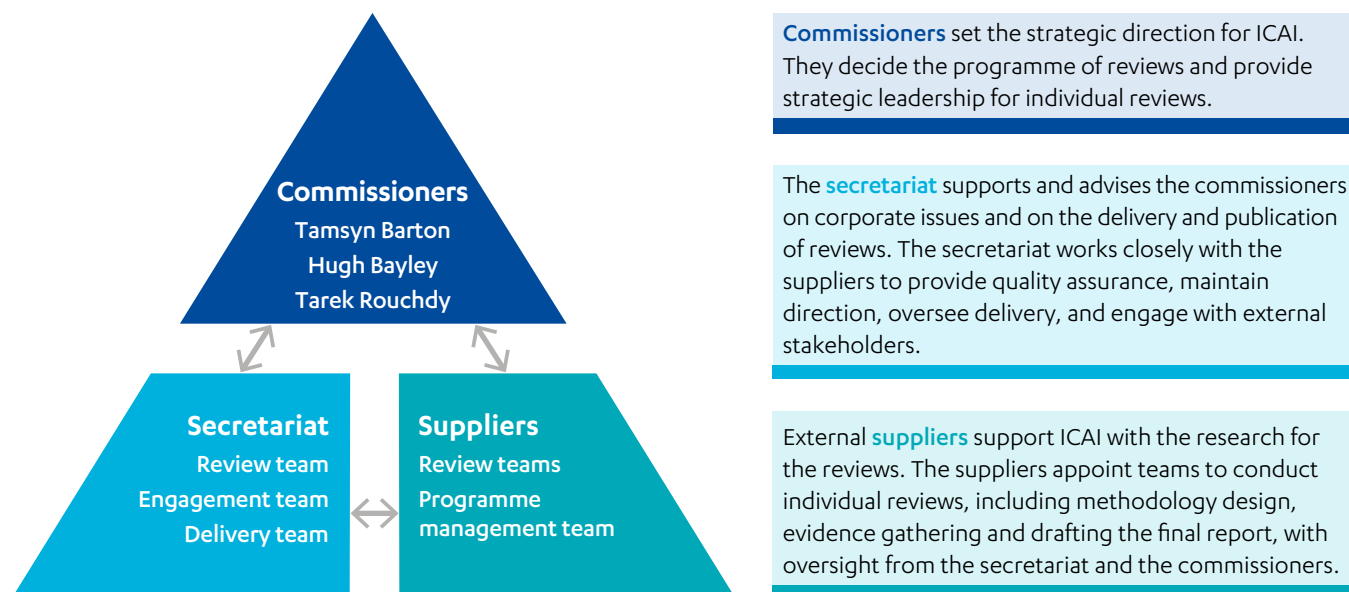 Commissioners
Tamsyn Barton
Hugh Bayley
Tarek Rouchdy
Secretariat
Review team
Engagement team
Delivery team
Suppliers
Review teams
Programme
management team
Commissioners set the strategic direction for ICAI.
They decide the programme of reviews and provide
strategic leadership for individual reviews.
The secretariat supports and advises the commissioners
on corporate issues and on the delivery and publication
of reviews. The secretariat works closely with the
suppliers to provide quality assurance, maintain
direction, oversee delivery, and engage with external
stakeholders.
External suppliers support ICAI with the research for
the reviews. The suppliers appoint teams to conduct
individual reviews, including methodology design,
evidence gathering and drafting the final report, with
oversight from the secretariat and the commissioners.